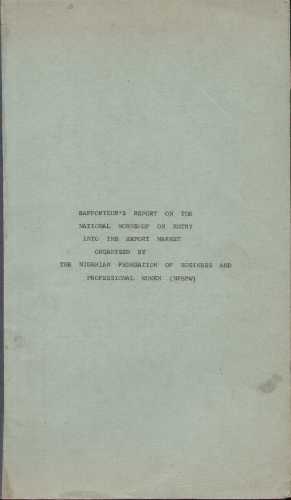 RAPPORTEUR'S REPORT ON THE
NATIONAL WORKSHOP ON ENTRY
INTO THE EXPORT MARKET
ORGANISED BY
THE NIGERIAN FEDERATION OF BUSINESS AND
PROFESSIONAL WOMEN (NFBPW)